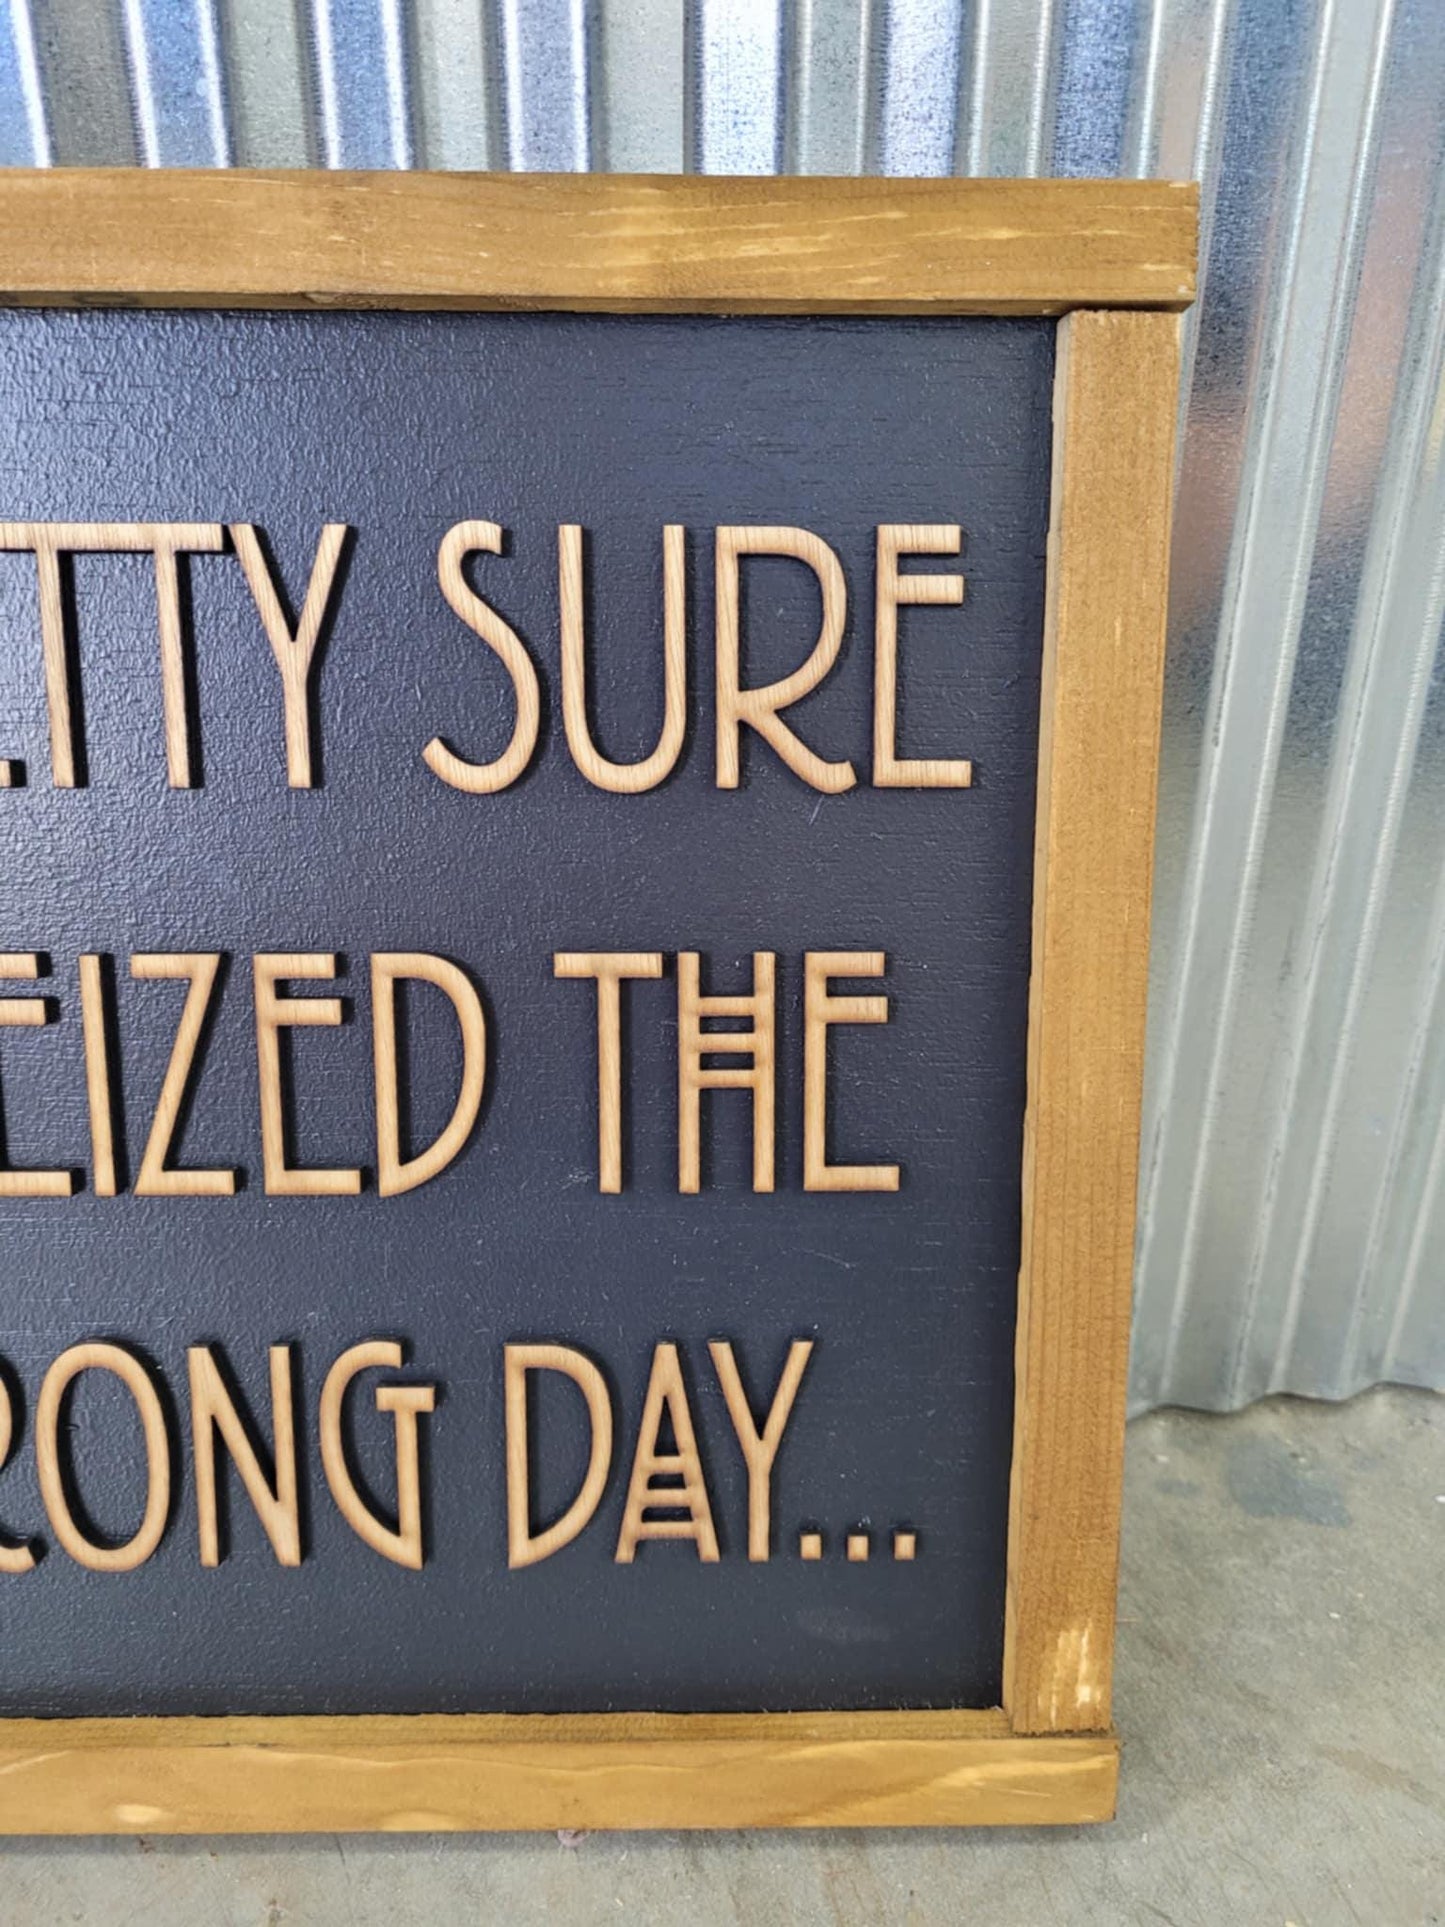 ETTY SURE
EIZED THE
RONG DAY...